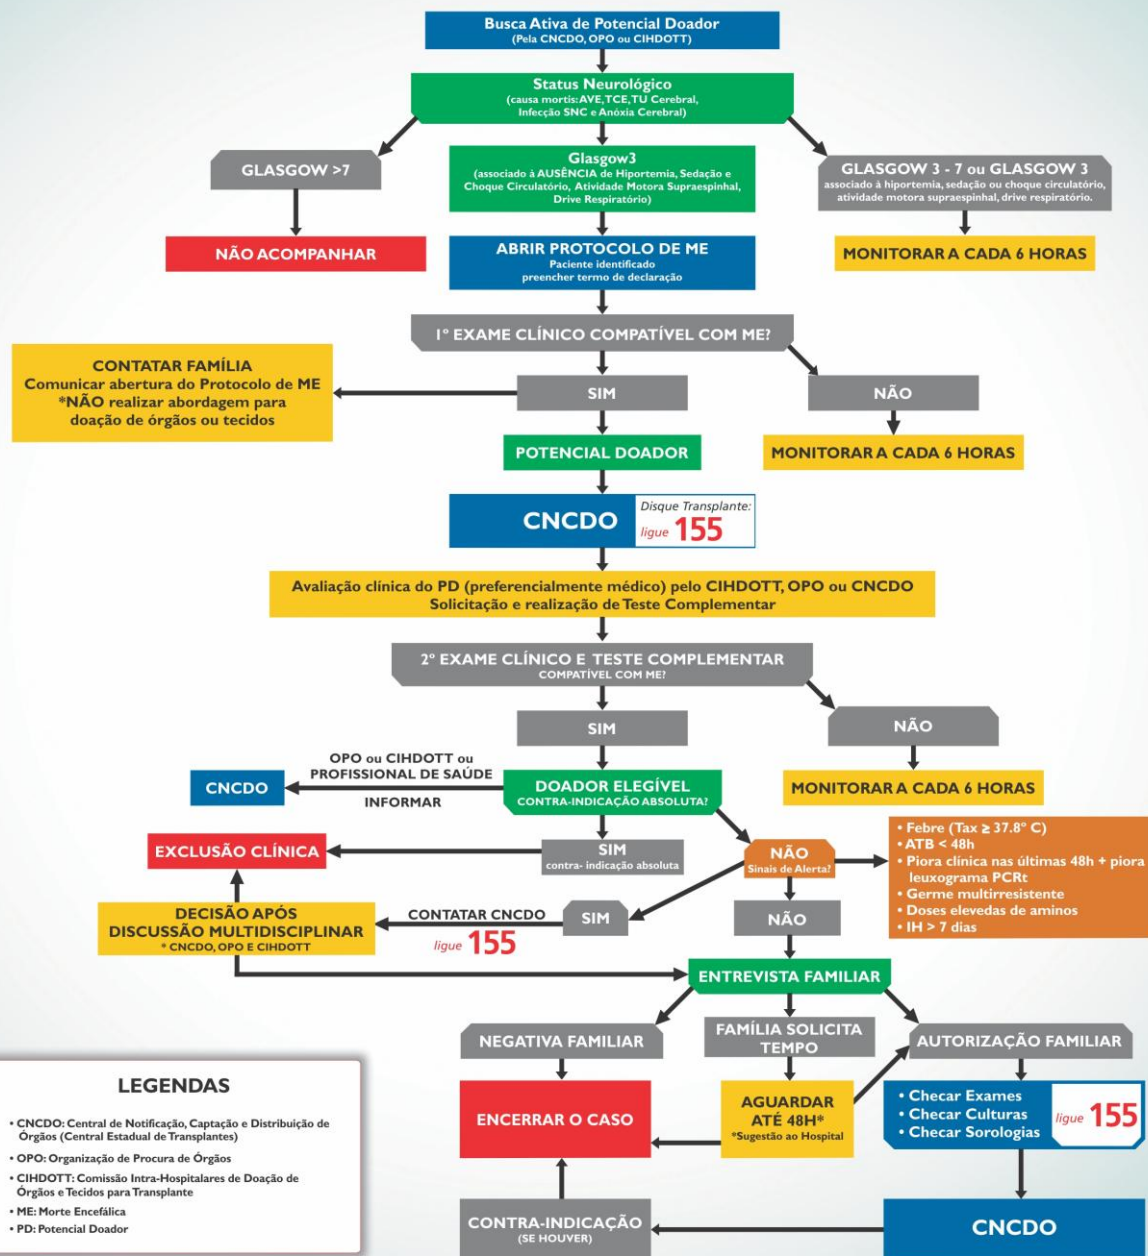 Busca Ativa de Potencial Doador
(Pela CNCDO, OPO ou CIHDOTT)
Status Neurológico
(causa mortis: AVE, TCE, TU Cerebral,
Infecção SNC e Anóxia Cerebral)
GLASGOW >7
Glasgow3
(associado à AUSÊNCIA de Hiportemia, Sedação e
Choque Circulatório, Atividade Motora Supraespinhal,
Drive Respiratório)
GLASGOW 3 - 7 ou GLASGOW 3
associado à hiportemia, sedação ou choque circulatório,
atividade motora supraespinhal, drive respiratório.
NÃO ACOMPANHAR
ABRIR PROTOCOLO DE ME
Paciente identificado
preencher termo de declaração
MONITORAR A CADA 6 HORAS
1º EXAME CLÍNICO COMPATÍVEL COM ME?
CONTATAR FAMÍLIA
Comunicar abertura do Protocolo de ME
*NÃO realizar abordagem para
doação de órgãos ou tecidos
SIM
NÃO
POTENCIAL DOADOR
MONITORAR A CADA 6 HORAS
CNCDO
Disque Transplante:
ligue 155
Avaliação clínica do PD (preferencialmente médico) pelo CIHDOTT, OPO ou CNCDO
Solicitação e realização de Teste Complementar
2º EXAME CLÍNICO E TESTE COMPLEMENTAR
COMPATÍVEL COM ME?
SIM
NÃO
OPO ou CIHDOTT ou
PROFISSIONAL DE SAÚDE
INFORMAR
CNCDO
DOADOR ELEGÍVEL
CONTRA-INDICAÇÃO ABSOLUTA?
MONITORAR A CADA 6 HORAS
EXCLUSÃO CLÍNICA
SIM
contra- indicação absoluta
NÃO
Sinais de Alerta?
• Febre (Tax ≥ 37.8º C)
• ATB < 48h
• Piora clínica nas últimas 48h + piora
leuxograma PCRt
• Germe multirresistente
• Doses elevadas de aminos
• IH > 7 dias
DECISÃO APÓS
DISCUSSÃO MULTIDISCIPLINAR
* CNCDO, OPO E CIHDOTT
CONTATAR CNCDO
ligue 155
SIM
NÃO
ENTREVISTA FAMILIAR
NEGATIVA FAMILIAR
FAMÍLIA SOLICITA
TEMPO
AUTORIZAÇÃO FAMILIAR
ENCERRAR O CASO
AGUARDAR
ATÉ 48H*
*Sugestão ao Hospital
• Checar Exames
• Checar Culturas
• Checar Sorologias
ligue 155
CONTRA-INDICAÇÃO
(SE HOUVER)
CNCDO
LEGENDAS
• CNCDO: Central de Notificação, Captação e Distribuição de
Órgãos (Central Estadual de Transplantes)
• OPO: Organização de Procura de Órgãos
• CIHDOTT: Comissão Intra-Hospitalares de Doação de
Órgãos e Tecidos para Transplante
• ME: Morte Encefálica
• PD: Potencial Doador